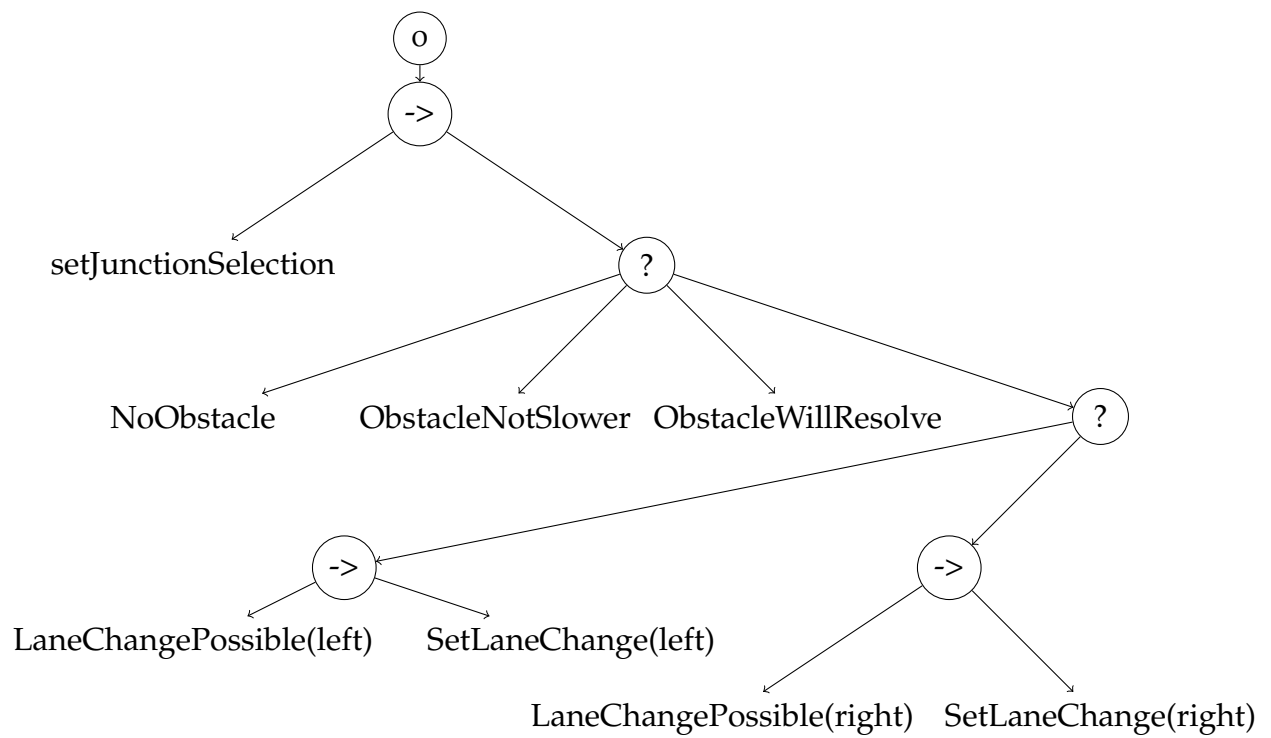 o
->
setJunctionSelection
?
NoObstacle ObstacleNotSlower ObstacleWillResolve
?
-> ->
LaneChangePossible(left) SetLaneChange(left)
LaneChangePossible(right) SetLaneChange(right)